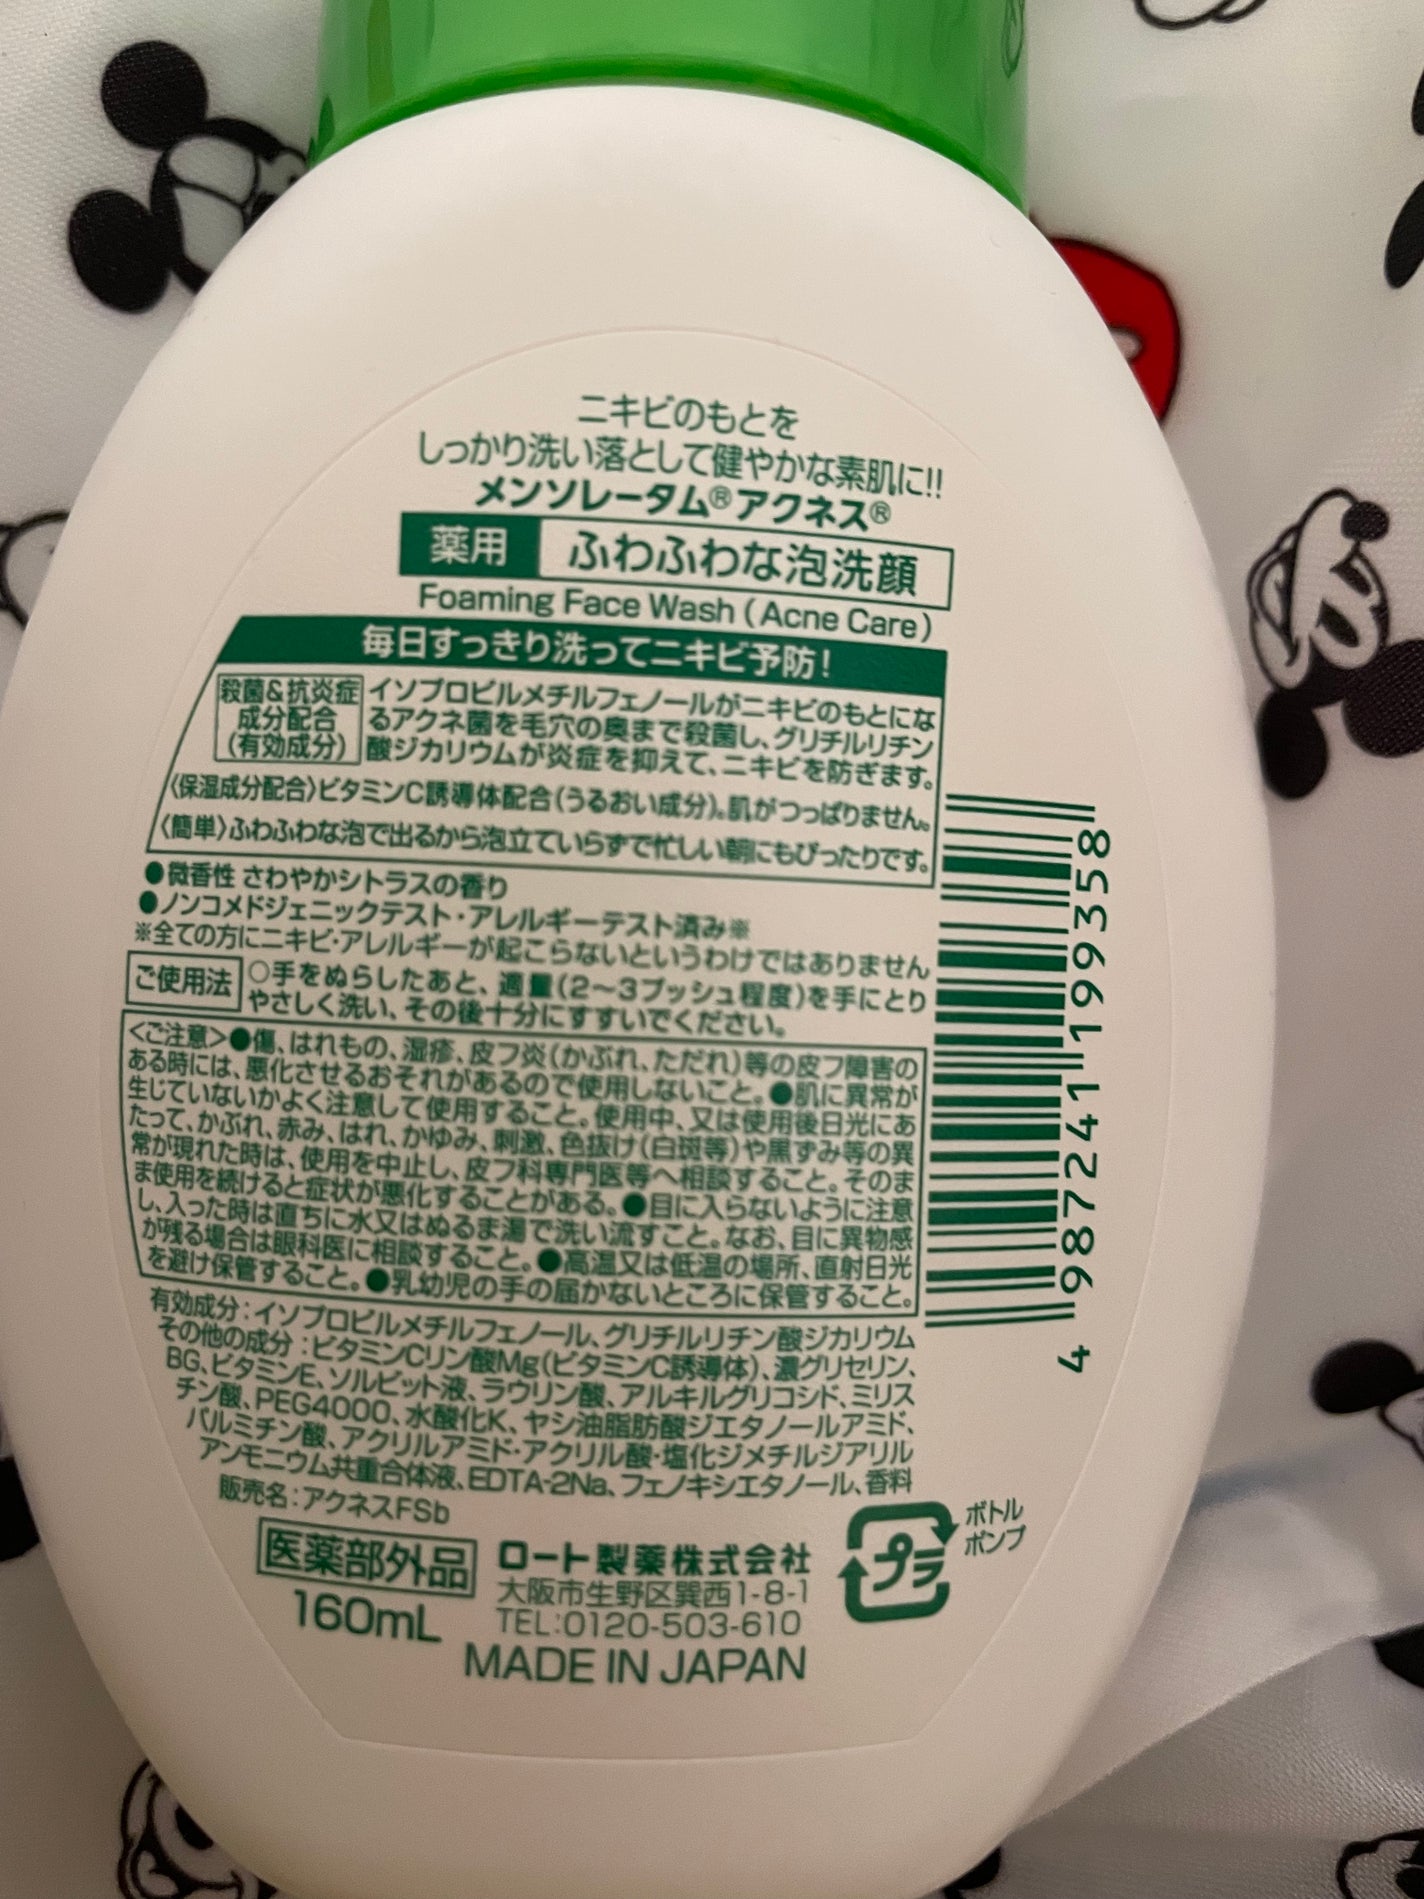 ニキビのもとを
しっかり洗い落として健やかな素肌に!!
メンソレータム®アクネス®
薬用 ふわふわな泡洗顔
Foaming Face Wash (Acne Care)
毎日すっきり洗ってニキビ予防!
殺菌&抗炎症
成分配合
(有効成分)
イソプロピルメチルフェノールがニキビのもとにな
るアクネ菌を毛穴の奥まで殺菌し、グリチルリチン
酸ジカリウムが炎症を抑えて、ニキビを防ぎます。
〈保湿成分配合〉ビタミンC誘導体配合(うるおい成分)。肌がつっぱりません。
〈簡単〉ふわふわな泡で出るから泡立ていらずで忙しい朝にもぴったりです。
●微香性 さわやかシトラスの香り
●ノンコメドジェニックテスト・アレルギーテスト済み※
※全ての方にニキビ・アレルギーが起こらないというわけではありません
ご使用法
○手をぬらしたあと、適量(2〜3プッシュ程度)を手にとり
やさしく洗い、その後十分にすすいでください。
<ご注意>●傷、はれもの、湿疹、皮フ炎(かぶれ、ただれ)等の皮フ障害の
ある時には、悪化させるおそれがあるので使用しないこと。●肌に異常が
生じていないかよく注意して使用すること。使用中、又は使用後日光にあ
たって、かぶれ、赤み、はれ、かゆみ、刺激、色抜け(白斑等)や黒ずみ等の異
常が現れた時は、使用を中止し、皮フ科専門医等へ相談すること。そのま
ま使用を続けると症状が悪化することがある。●目に入らないように注意
し、入った時は直ちに水又はぬるま湯で洗い流すこと。なお、目に異物感
が残る場合は眼科医に相談すること。●高温又は低温の場所、直射日光
を避け保管すること。●乳幼児の手の届かないところに保管すること。
有効成分:イソプロピルメチルフェノール、グリチルリチン酸ジカリウム
その他の成分:ビタミンCリン酸Mg(ビタミンC誘導体)、濃グリセリン、
BG、ビタミンE、ソルビット液、ラウリン酸、アルキルグリコシド、ミリス
チン酸、PEG4000、水酸化K、ヤシ油脂肪酸ジエタノールアミド、
パルミチン酸、アクリルアミド・アクリル酸・塩化ジメチルジアリル
アンモニウム共重合体液、EDTA-2Na、フェノキシエタノール、香料
販売名:アクネスFSb
医薬部外品
160mL
ロート製薬株式会社
大阪市生野区巽西1-8-1
TEL:0120-503-610
MADE IN JAPAN
プラ
ボトル
ポンプ
4 987241 199358